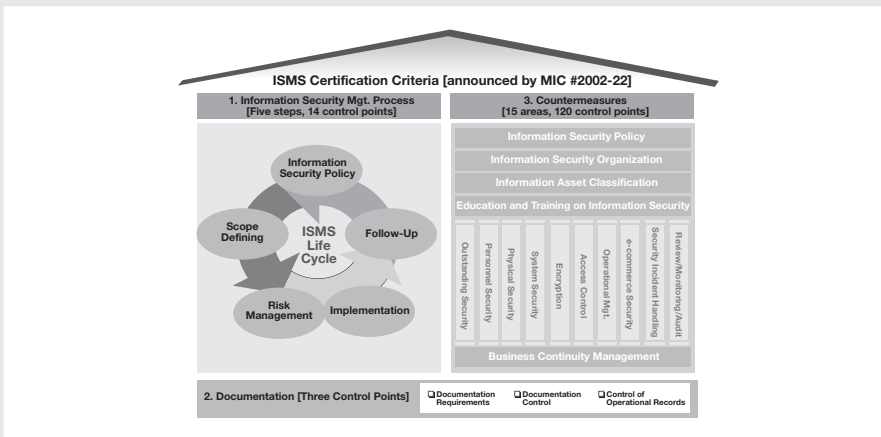 ISMS Certification Criteria [announced by MIC #2002-22]
1. Information Security Mgt. Process
[Five steps, 14 control points]
Information
Security Policy
Scope
Defining
ISMS
Life
Cycle
Follow-Up
Risk
Management
Implementation
3. Countermeasures
[15 areas, 120 control points]
Information Security Policy
Information Security Organization
Information Asset Classification
Education and Training on Information Security
Outstanding Security
Personnel Security
Physical Security
System Security
Encryption
Access Control
Operational Mgt.
e-commerce Security
Security Incident Handling
Review/Monitoring/Audit
Business Continuity Management
2. Documentation [Three Control Points]
❑ Documentation
Requirements
❑ Documentation
Control
❑ Control of
Operational Records